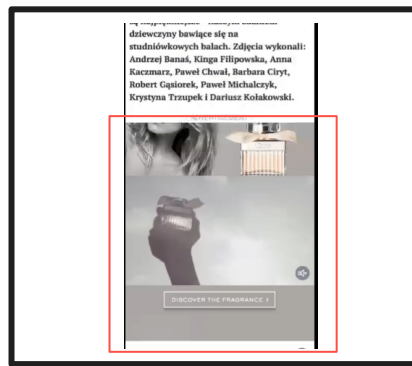 dziewczyny bawiące się na
studniówkowych balach. Zdjęcia wykonali:
Andrzej Banaś, Kinga Filipowska, Anna
Kaczmarz, Paweł Chwał, Barbara Ciryt,
Robert Gąsiorek, Paweł Michalczyk,
Krystyna Trzupek i Dariusz Kołakowski.
DISCOVER THE FRAGRANCE >